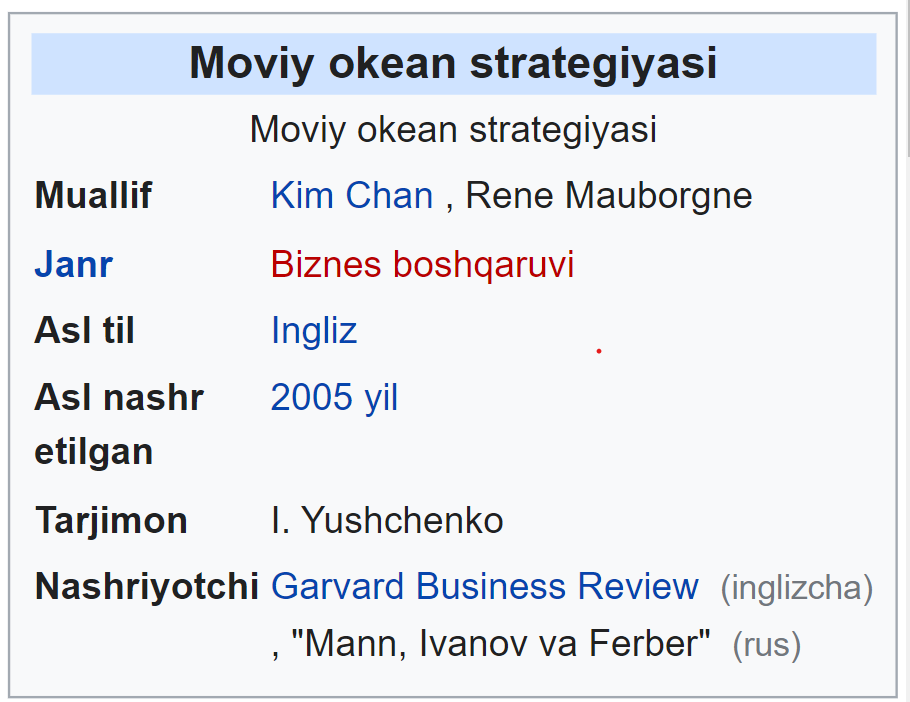 Moviy okean strategiyasi
Moviy okean strategiyasi
Muallif Kim Chan , Rene Mauborgne
Janr Biznes boshqaruvi
Asl til Ingliz
Asl nashr 2005 yil
etilgan
Tarjimon I. Yushchenko
Nashriyotchi Garvard Business Review (inglizcha)
, "Mann, Ivanov va Ferber" (rus)